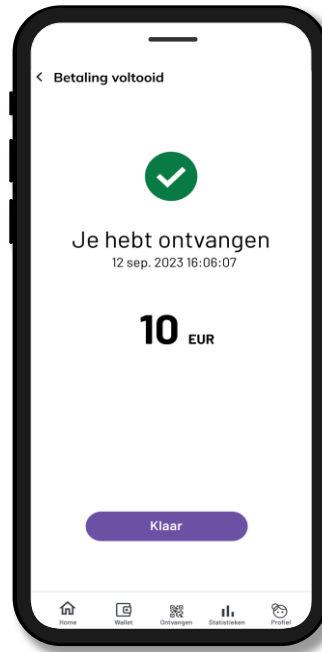 Betaling voltooid
Je hebt ontvangen
12 sep. 2023 16:06:07
10 EUR
Klaar
Home Wallet Ontvangen Statistieken Profiel